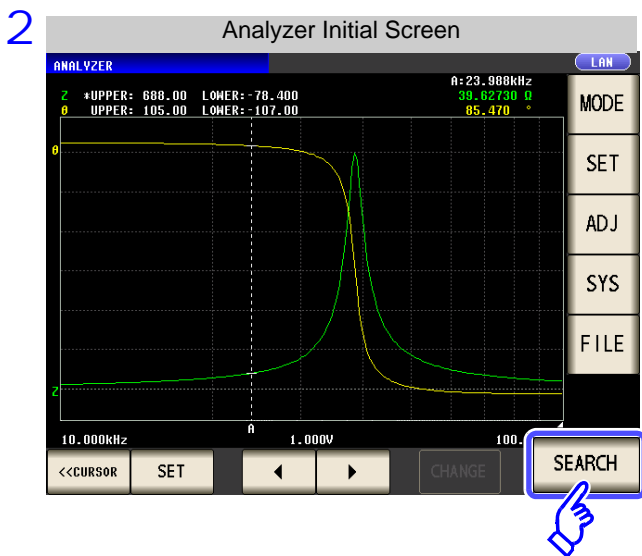 2
Analyzer Initial Screen
ANALYZER
LAN
A:23.988kHz
Z *UPPER: 688.00 LOWER:-78.400 39.62730 Ω
θ UPPER: 105.00 LOWER:-107.00 85.470 °
MODE
SET
ADJ
SYS
FILE
θ
Z
A
10.000kHz 1.000V 100.
<<CURSOR
SET
CHANGE
SEARCH